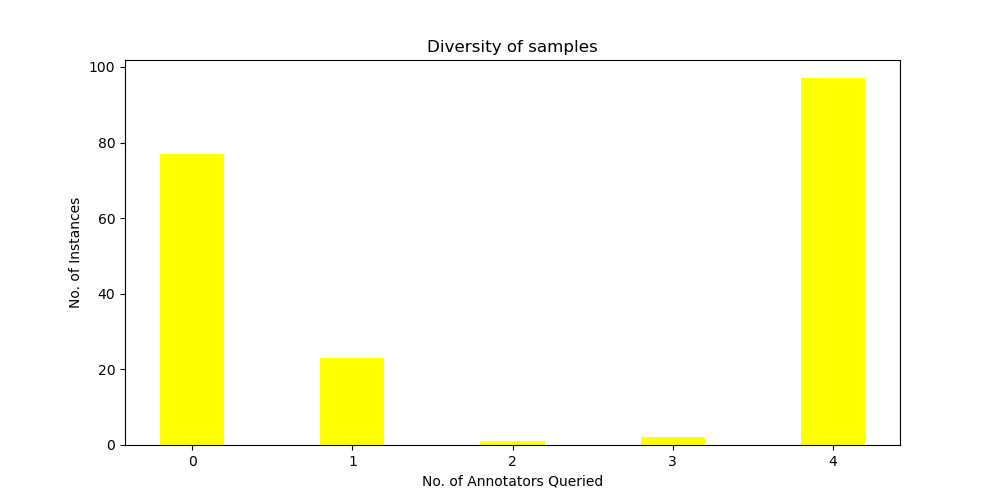 Diversity of samples
No. of Instances
100
80
60
40
20
0
0 1 2 3 4
No. of Annotators Queried